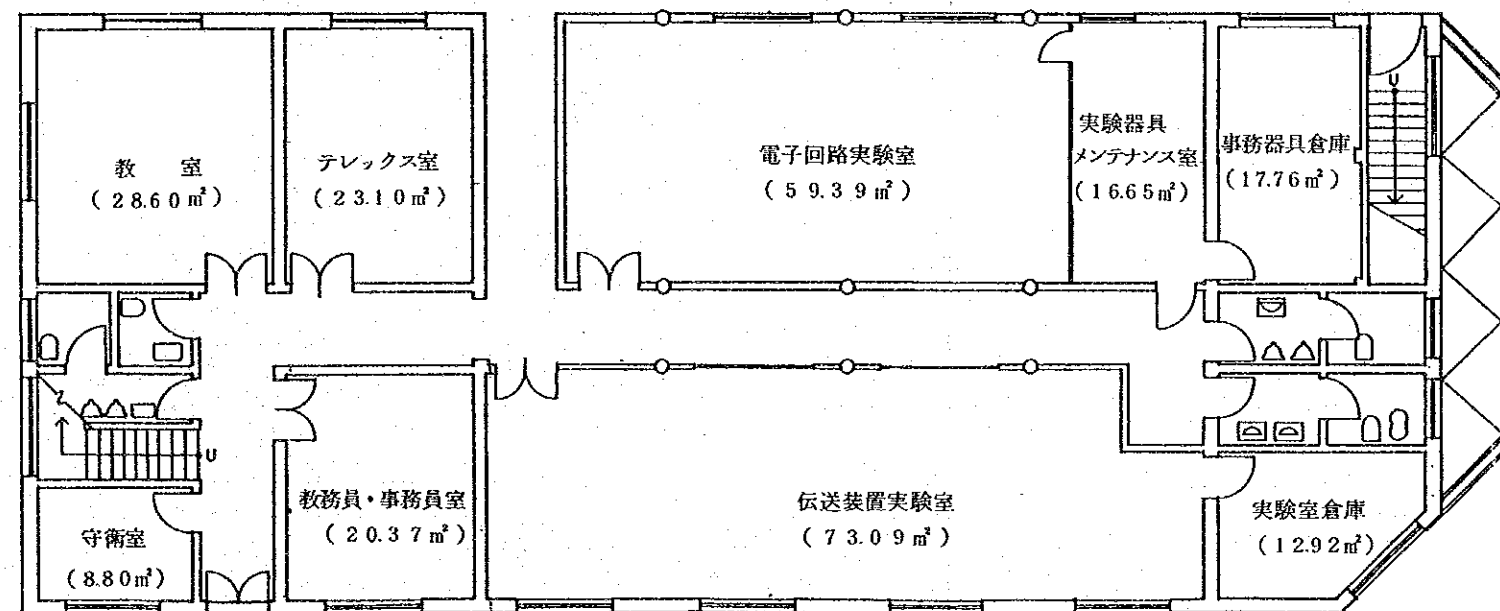 教 室
(28.60㎡)
テレックス室
(23.10㎡)
電子回路実験室
(59.39㎡)
実験器具
メンテナンス室
(16.65㎡)
事務器具倉庫
(17.76㎡)
U
U
守衛室
(8.80㎡)
教務員・事務員室
(20.37㎡)
伝送装置実験室
(73.09㎡)
実験室倉庫
(12.92㎡)